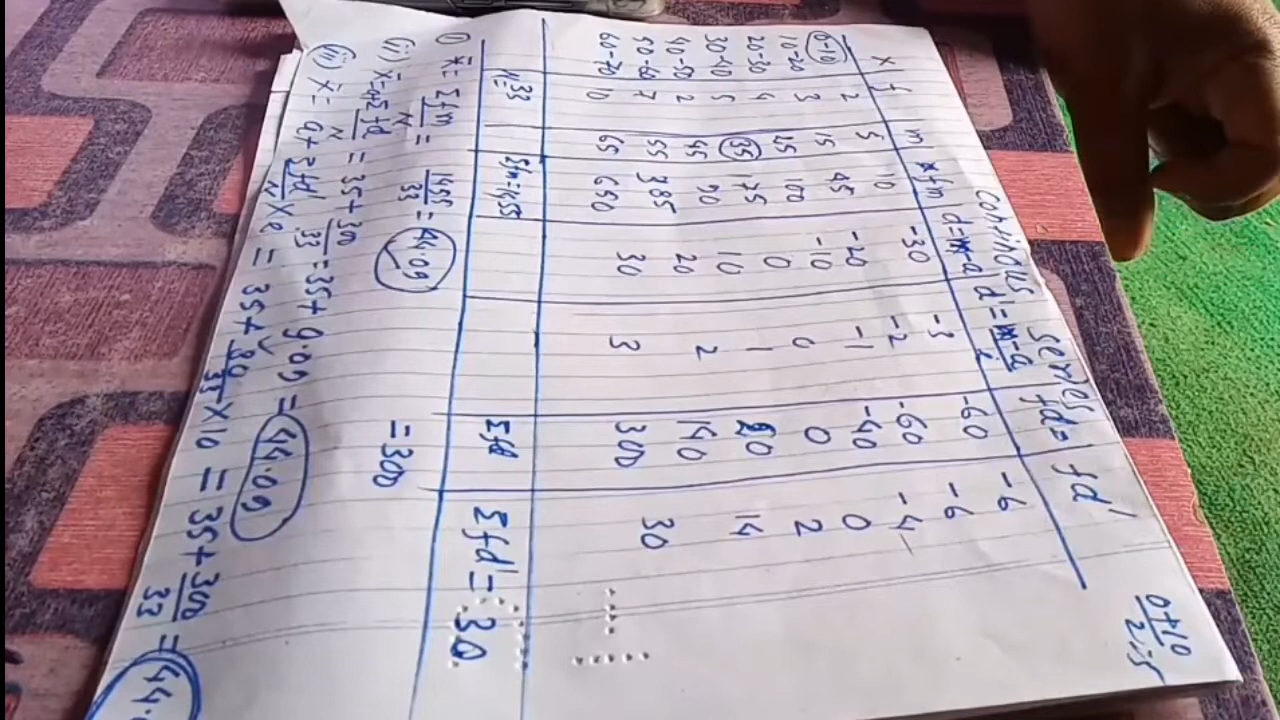 continous series
x f m x fm d=m-a d'=m-a/i fd= fd'
0-10 2 5 10 -30 -3 -60 -6
10-20 3 15 45 -20 -2 -60 -6
20-30 4 25 100 -10 -1 -40 -4
30-40 5 35 175 0 0 0 0
40-50 2 45 90 10 1 20 2
50-60 7 55 385 20 2 140 14
60-70 10 65 650 30 3 300 30
N=33 Σfm=1455 Σfd =300 Σfd'=30
(i) x̄= Σfm/N = 1455/33 = 44.09
(ii) x̄=a+Σfd/N = 35+300/33 = 35+9.09 = 44.09
(iii) x̄= a+Σfd'/N ×c = 35+30/33×10 = 35+300/33 =
0+10/2=5